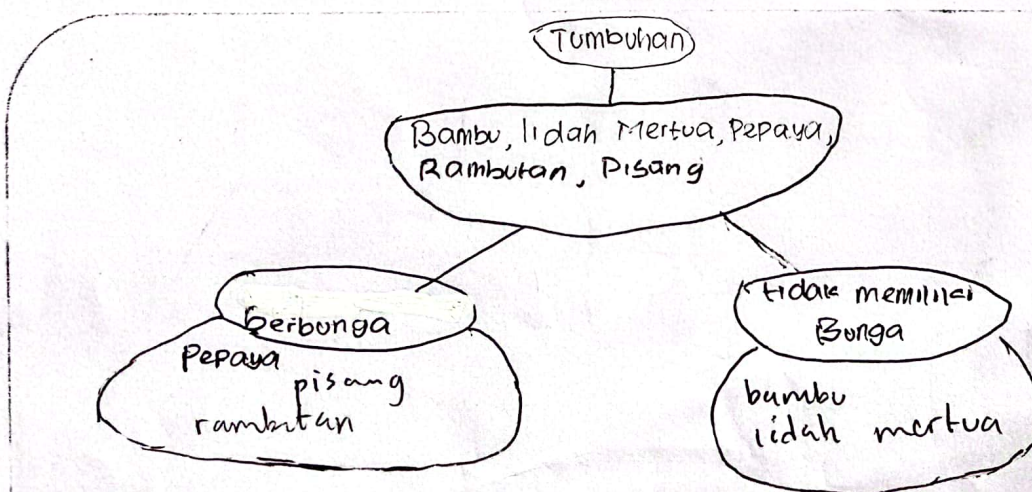 Tumbuhan
Bambu, lidah Mertua, Pepaya,
Rambutan, Pisang
berbunga
Pepaya
pisang
rambutan
tidak memiliki
Bunga
bambu
lidah mertua